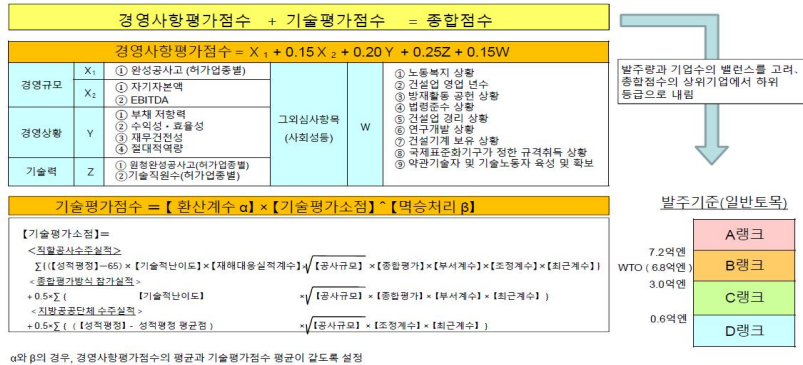 경영사항평가점수 + 기술평가점수 = 종합점수
경영사항평가점수 = X₁ + 0.15X₂ + 0.20Y + 0.25Z + 0.15W
경영규모
X₁
① 완성공사고 (허가업종별)
X₂
① 자기자본액
② EBITDA
경영상황
Y
① 부채 저항력
② 수익성・효율성
③ 재무건전성
④ 절대적역량
기술력
Z
① 원청완성공사고(허가업종별)
②기술직원수(허가업종별)
그외심사항목
(사회성등)
W
① 노동복지 상황
② 건설업 영업 년수
③ 방재활동 공헌 상황
④ 법령준수 상황
⑤ 건설업 경리 상황
⑥ 연구개발 상황
⑦ 건설기계 보유 상황
⑧ 국제표준화기구가 정한 규격취득 상황
⑨ 약관기술자 및 기술노동자 육성 및 확보
발주량과 기업수의 밸런스를 고려.
종합점수의 상위기업에서 하위
등급으로 내림
기술평가점수 = 【 환산계수 α】 × 【기술평가소점】 ^ 【멱승처리 β】
【기술평가소점】=
<직할공사수주실적>
∑{(【성적평정】－65) × 【기술적난이도】 × 【재해대응실적계수】 × √【공사규모】 × 【종합평가】 × 【부서계수】 × 【조정계수】 × 【최근계수】 }
<종합평가방식 참가실적>
+ 0.5×∑ { 【기술적난이도】 ×√【공사규모】 × 【종합평가】 × 【부서계수】 × 【최근계수】 }
<지방공공단체 수주실적>
+ 0.5×∑ { ( 【성적평정】 - 성적평정 평균점 ) ×√【공사규모】 × 【조정계수】 × 【최근계수】 }
α와 β의 경우, 경영사항평가점수의 평균과 기술평가점수 평균이 같도록 설정
발주기준(일반토목)
A랭크
7.2억엔
WTO ( 6.8억엔 )
B랭크
3.0억엔
C랭크
0.6억엔
D랭크